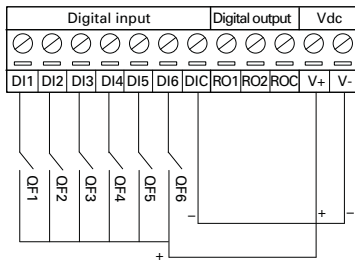 Digital input Digital output Vdc
DI1 DI2 DI3 DI4 DI5 DI6 DIC RO1 RO2 ROC V+ V-
QF1 QF2 QF3 QF4 QF5 QF6
− + −
+